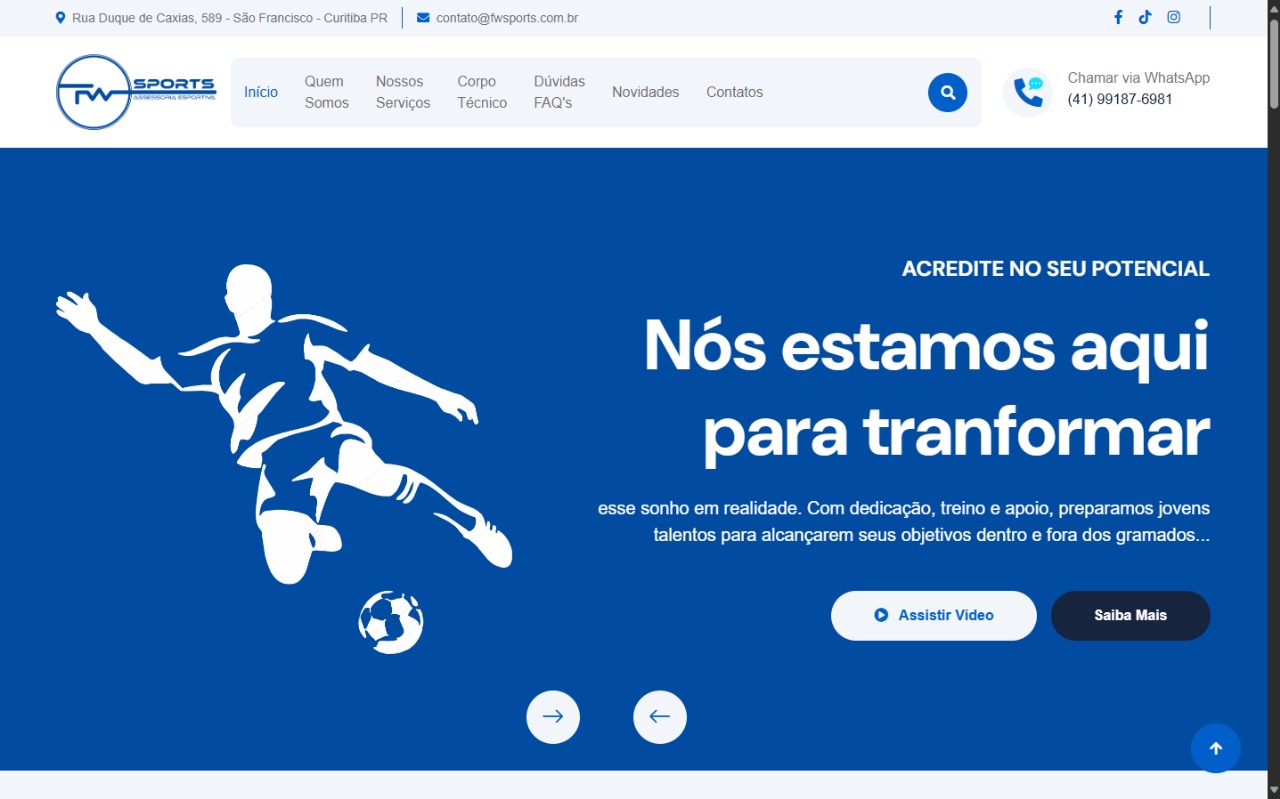 Rua Duque de Caxias, 589 - São Francisco - Curitiba PR
contato@fwsports.com.br
FW SPORTS
ASSESSORIA ESPORTIVA
Início
Quem
Somos
Nossos
Serviços
Corpo
Técnico
Dúvidas
FAQ's
Novidades
Contatos
Chamar via WhatsApp
(41) 99187-6981
ACREDITE NO SEU POTENCIAL
Nós estamos aqui
para tranformar
esse sonho em realidade. Com dedicação, treino e apoio, preparamos jovens
talentos para alcançarem seus objetivos dentro e fora dos gramados...
Assistir Video
Saiba Mais